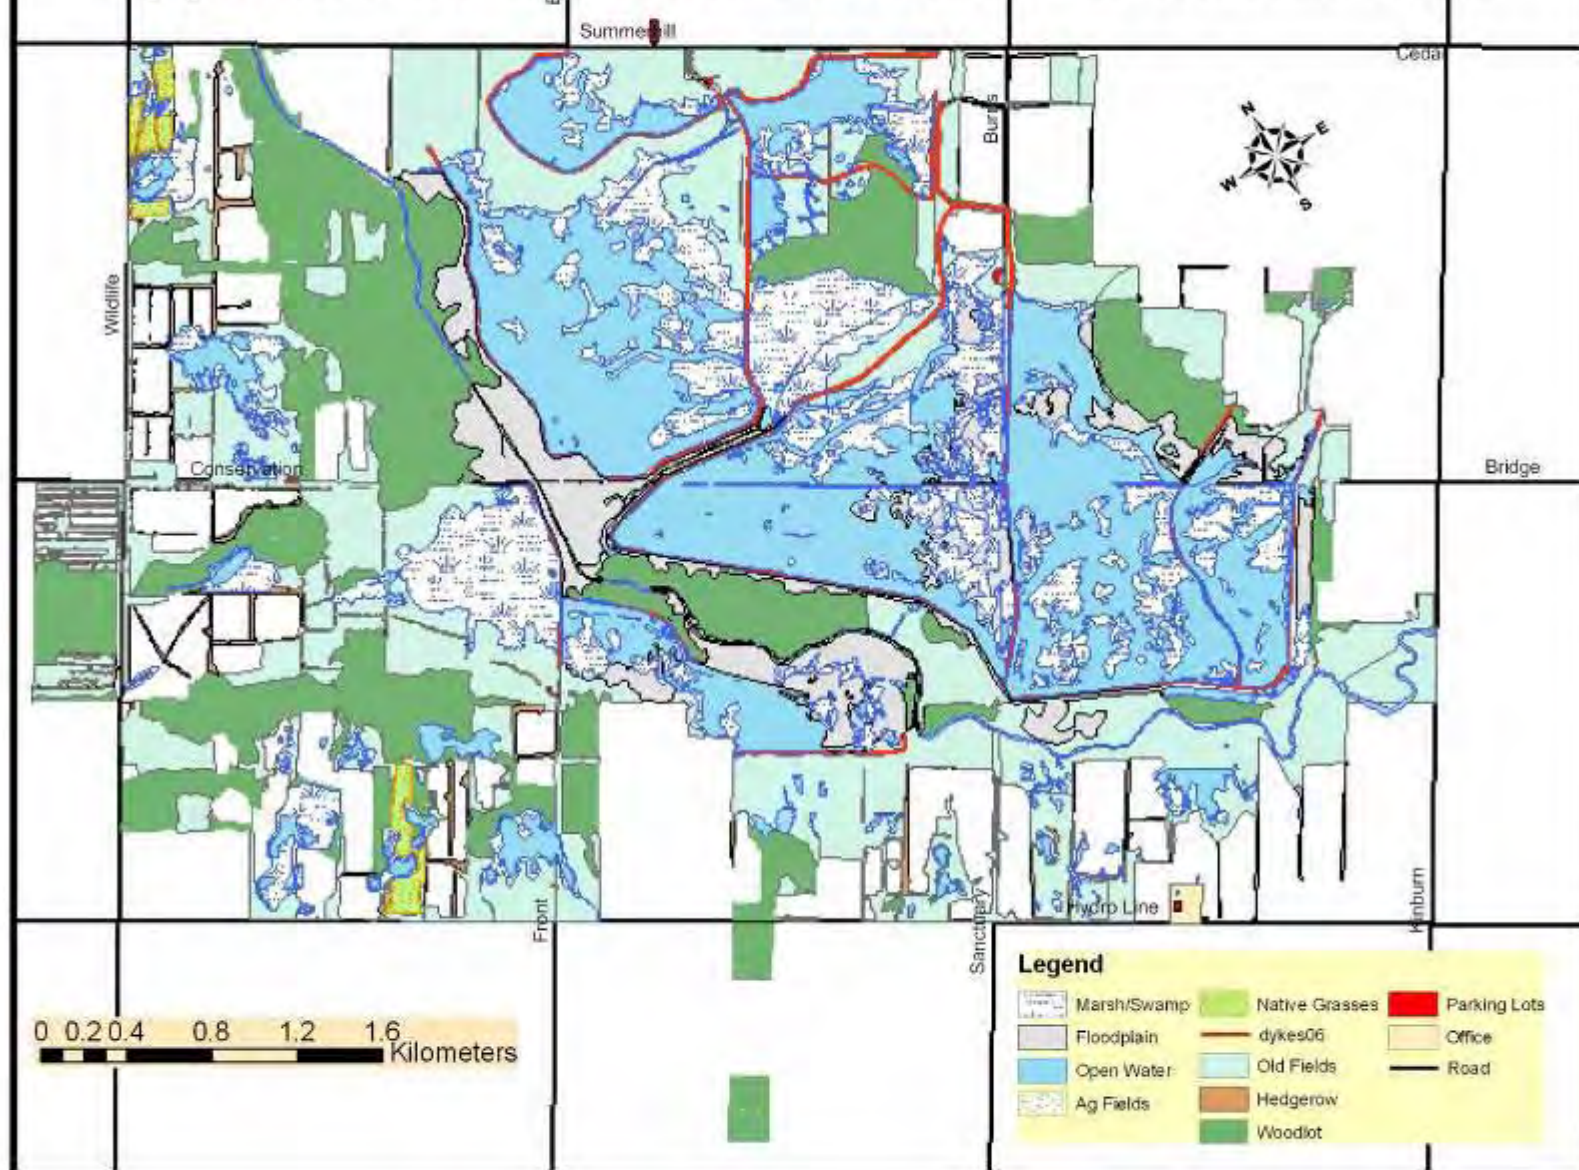 Summerhill
Cedar
Burns
N
E
W
S
Wildlife
Conservation
Bridge
Front
Sanctuary
Hydro Line
Kinburn
Legend
Marsh/Swamp
Native Grasses
Parking Lots
Floodplain
dykes06
Office
Open Water
Old Fields
Road
Ag Fields
Hedgerow
Woodlot
0 0.2 0.4 0.8 1.2 1.6
Kilometers